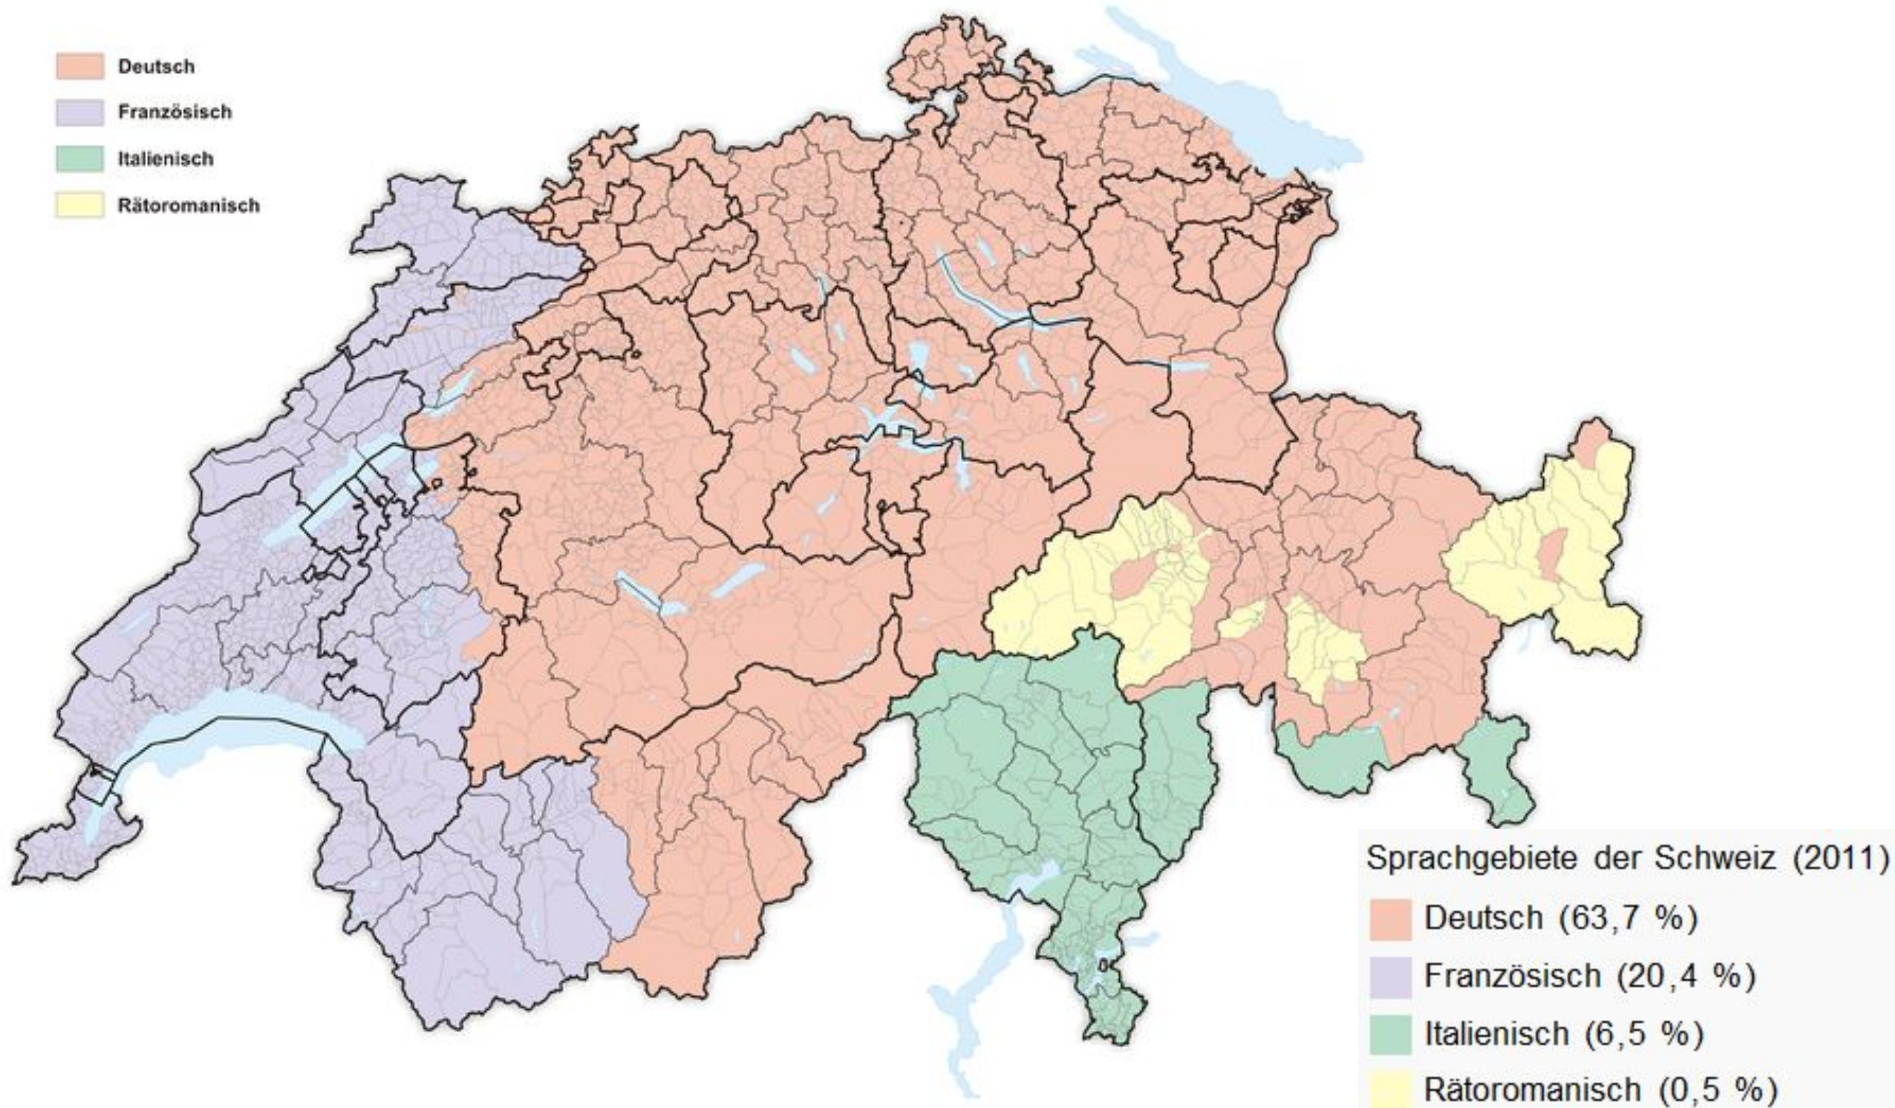 Deutsch
Französisch
Italienisch
Rätoromanisch
Sprachgebiete der Schweiz (2011)
Deutsch (63,7 %)
Französisch (20,4 %)
Italienisch (6,5 %)
Rätoromanisch (0,5 %)